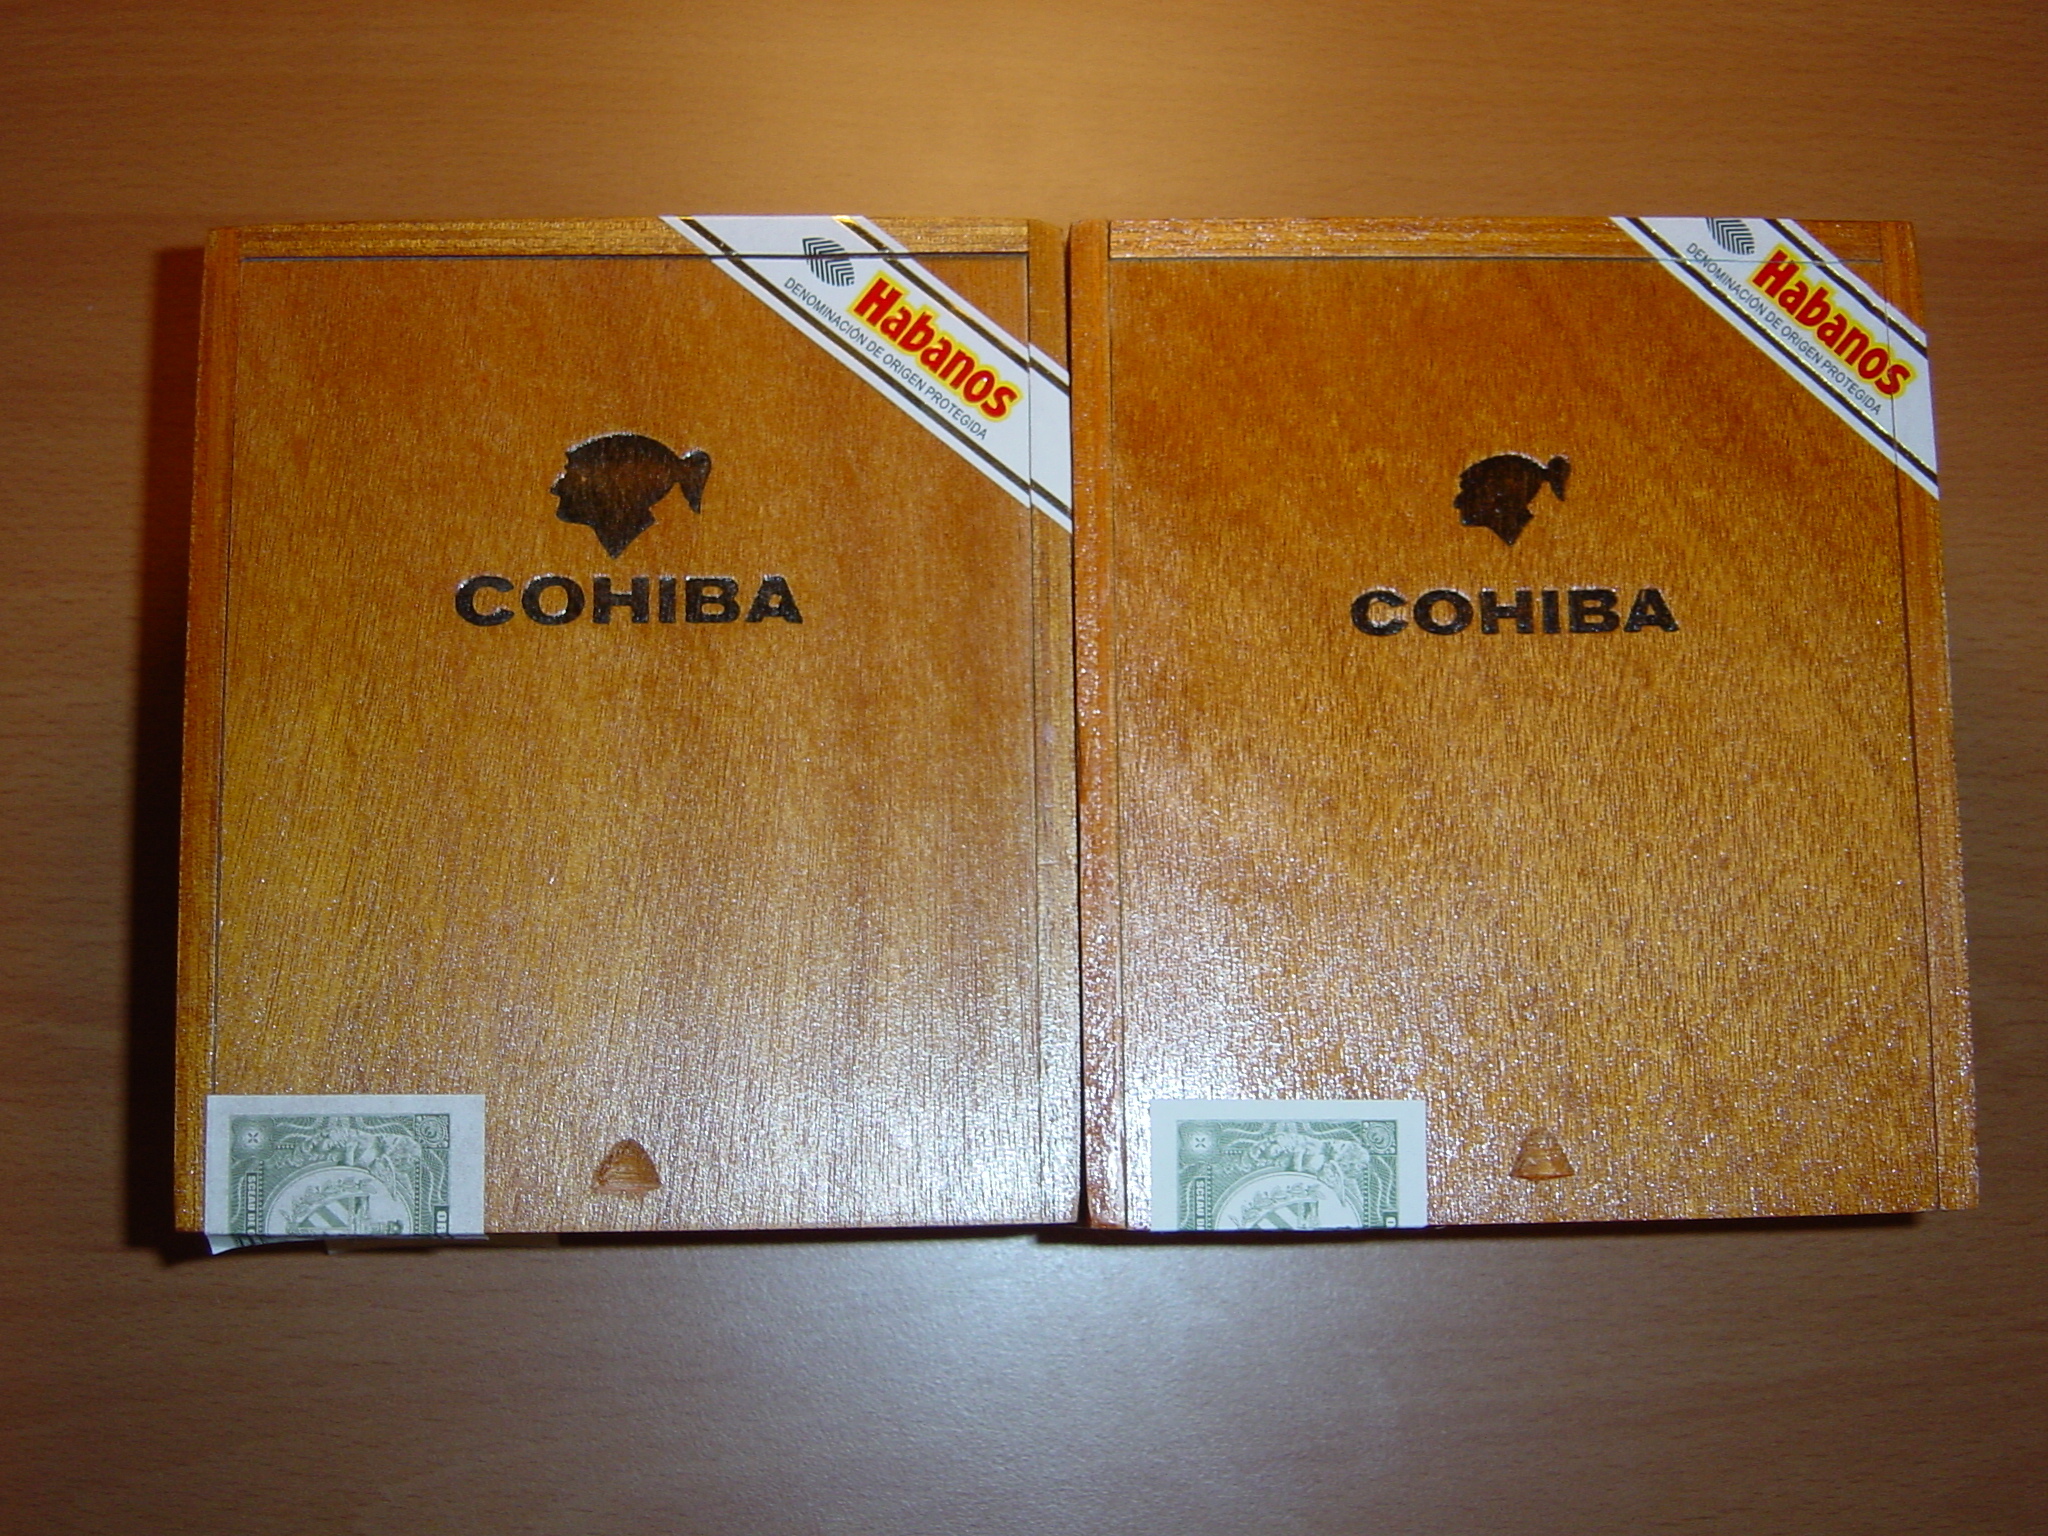 Habanos
DENOMINACIÓN DE ORIGEN PROTEGIDA
COHIBA
Habanos
DENOMINACIÓN DE ORIGEN PROTEGIDA
COHIBA